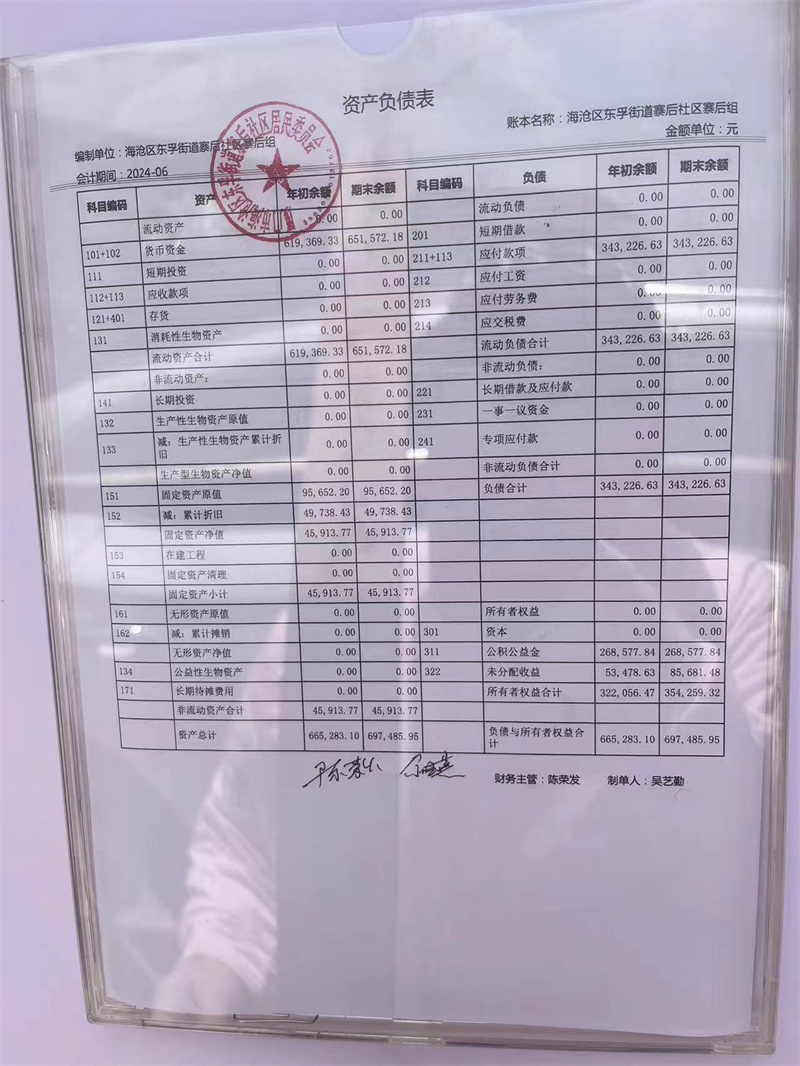 资产负债表
账本名称：海沧区东孚街道寨后社区寨后组
编制单位：海沧区东孚街道寨后社区寨后组
金额单位：元
会计期间：2024-06
科目编码 资产 年初余额 期末余额 科目编码 负债 年初余额 期末余额
流动资产 0.00 0.00 流动负债 0.00 0.00
101+102 货币资金 619,369.33 651,572.18 201 短期借款 0.00 0.00
111 短期投资 0.00 0.00 211+113 应付款项 343,226.63 343,226.63
112+113 应收款项 0.00 0.00 212 应付工资 0.00 0.00
121+401 存货 0.00 0.00 213 应付劳务费 0.00 0.00
131 消耗性生物资产 0.00 0.00 214 应交税费 0.00 0.00
流动资产合计 619,369.33 651,572.18 流动负债合计 343,226.63 343,226.63
非流动资产： 0.00 0.00 非流动负债： 0.00 0.00
141 长期投资 0.00 0.00 221 长期借款及应付款 0.00 0.00
132 生产性生物资产原值 0.00 0.00 231 一事一议资金 0.00 0.00
133 减：生产性生物资产累计折旧 0.00 0.00 241 专项应付款 0.00 0.00
生产型生物资产净值 0.00 0.00 非流动负债合计 0.00 0.00
151 固定资产原值 95,652.20 95,652.20 负债合计 343,226.63 343,226.63
152 减：累计折旧 49,738.43 49,738.43
固定资产净值 45,913.77 45,913.77
153 在建工程 0.00 0.00
154 固定资产清理 0.00 0.00
固定资产小计 45,913.77 45,913.77
161 无形资产原值 0.00 0.00 所有者权益 0.00 0.00
162 减：累计摊销 0.00 0.00 301 资本 0.00 0.00
无形资产净值 0.00 0.00 311 公积公益金 268,577.84 268,577.84
134 公益性生物资产 0.00 0.00 322 未分配收益 53,478.63 85,681.48
171 长期待摊费用 0.00 0.00 所有者权益合计 322,056.47 354,259.32
非流动资产合计 45,913.77 45,913.77
资产总计 665,283.10 697,485.95 负债与所有者权益合计 665,283.10 697,485.95
财务主管：陈荣发 制单人：吴艺勤